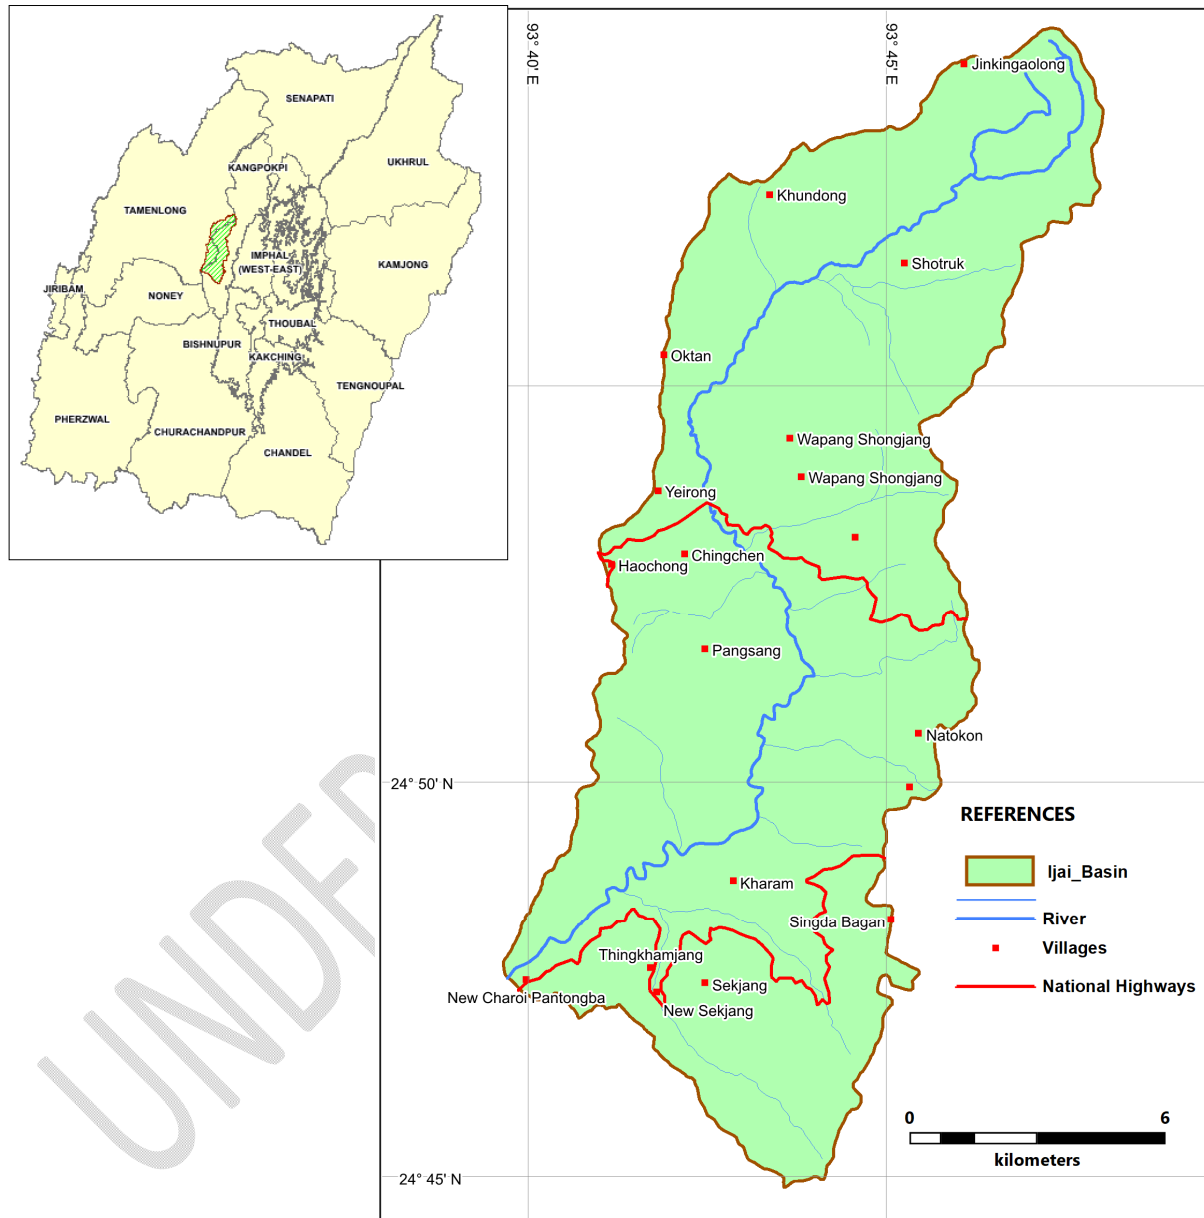 SENAPATI
UKHRUL
KANGPOKPI
TAMENLONG
IMPHAL
(WEST-EAST)
KAMJONG
JIRIBAM
NONEY
THOUBAL
BISHNUPUR
KAKCHING
TENGNOUPAL
PHERZWAL
CHURACHANDPUR
CHANDEL
93° 40' E
93° 45' E
Jinkingaolong
Khundong
Shotruk
Oktan
Wapang Shongjang
Wapang Shongjang
Yeirong
Chingchen
Haochong
Pangsang
Natokon
24° 50' N
Kharam
Singda Bagan
Thingkhamjang
Sekjang
New Charoi Pantongba
New Sekjang
24° 45' N
REFERENCES
Ijai_Basin
River
Villages
National Highways
0 6
kilometers
UNDER